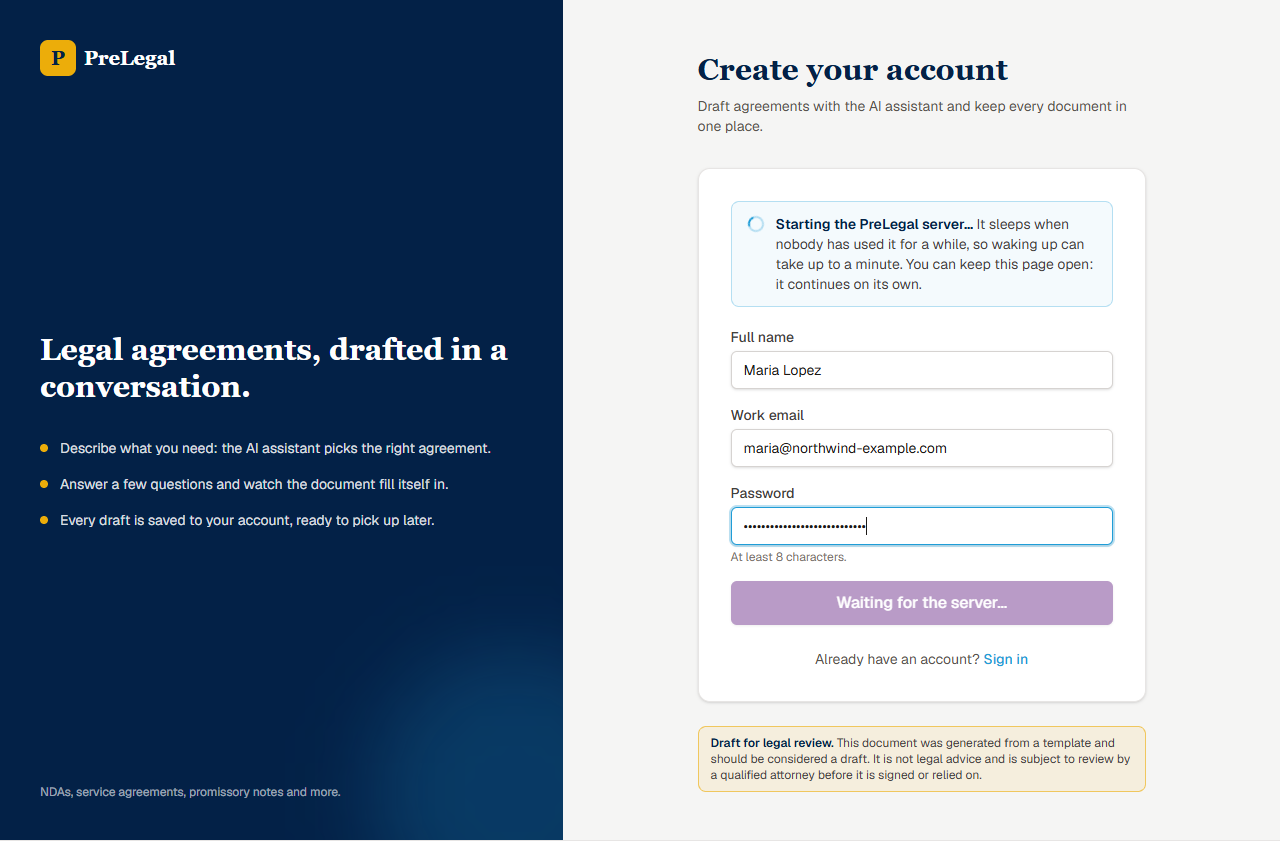 P PreLegal
Legal agreements, drafted in a
conversation.
Describe what you need: the AI assistant picks the right agreement.
Answer a few questions and watch the document fill itself in.
Every draft is saved to your account, ready to pick up later.
NDAs, service agreements, promissory notes and more.
Create your account
Draft agreements with the AI assistant and keep every document in
one place.
Starting the PreLegal server... It sleeps when
nobody has used it for a while, so waking up can
take up to a minute. You can keep this page open:
it continues on its own.
Full name
Maria Lopez
Work email
maria@northwind-example.com
Password
••••••••••••••••••••••••••••
At least 8 characters.
Waiting for the server...
Already have an account? Sign in
Draft for legal review. This document was generated from a template and
should be considered a draft. It is not legal advice and is subject to review by
a qualified attorney before it is signed or relied on.